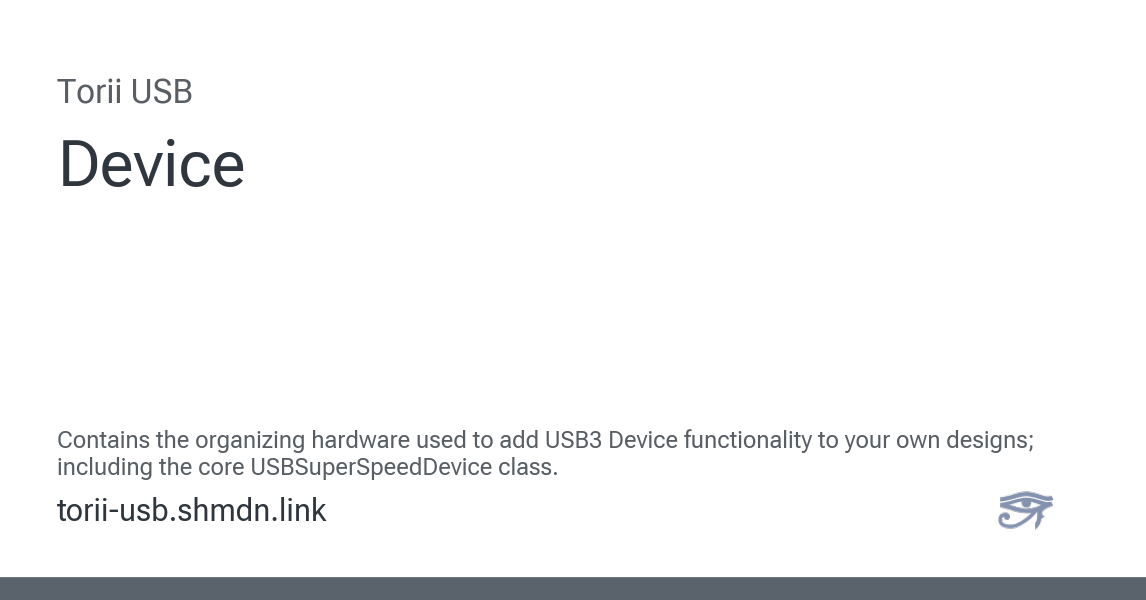 Torii USB
Device
Contains the organizing hardware used to add USB3 Device functionality to your own designs;
including the core USBSuperSpeedDevice class.
torii-usb.shmdn.link